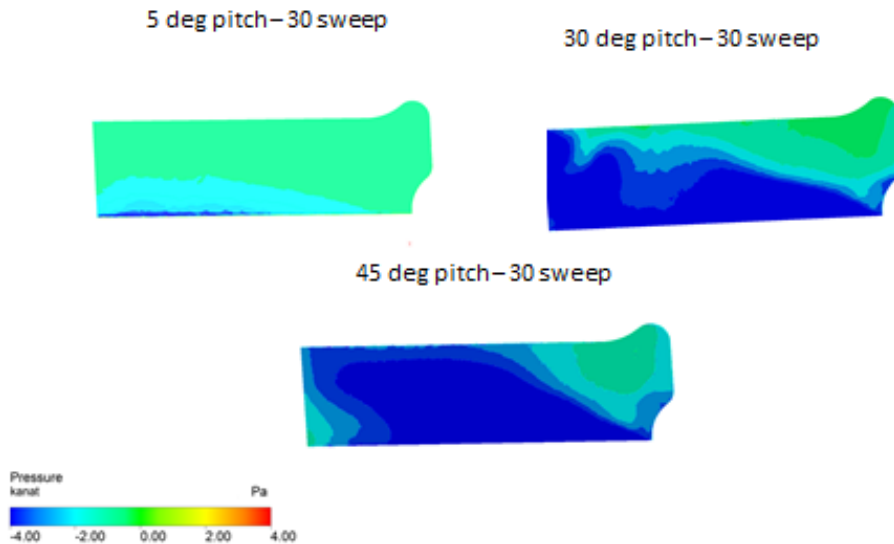 5 deg pitch – 30 sweep
30 deg pitch – 30 sweep
45 deg pitch – 30 sweep
Pressure
kanat
Pa
-4.00 -2.00 0.00 2.00 4.00